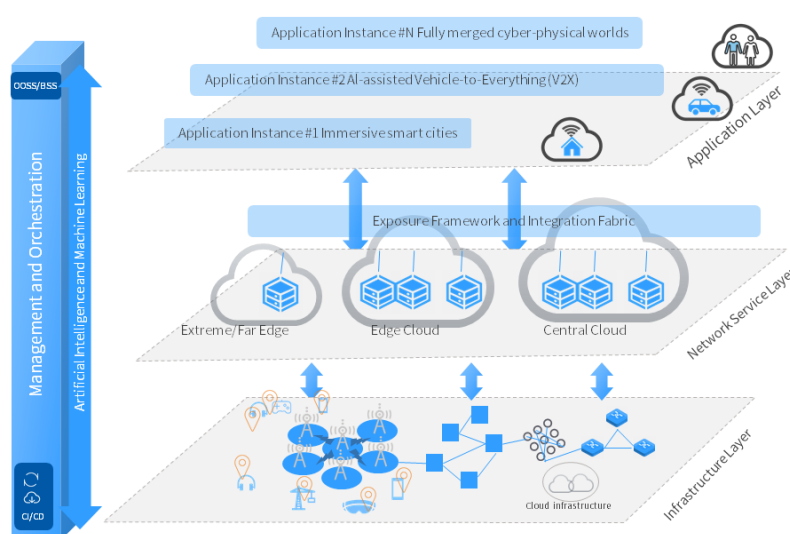 Application Instance #N Fully merged cyber-physical worlds
OOSS/BSS
Application Instance #2 AI-assisted Vehicle-to-Everything (V2X)
Application Instance #1 Immersive smart cities
Application Layer
Management and Orchestration
Artificial Intelligence and Machine Learning
Exposure Framework and Integration Fabric
Extreme/Far Edge
Edge Cloud
Central Cloud
Network Service Layer
Infrastructure Layer
Cloud infrastructure
CI/CD